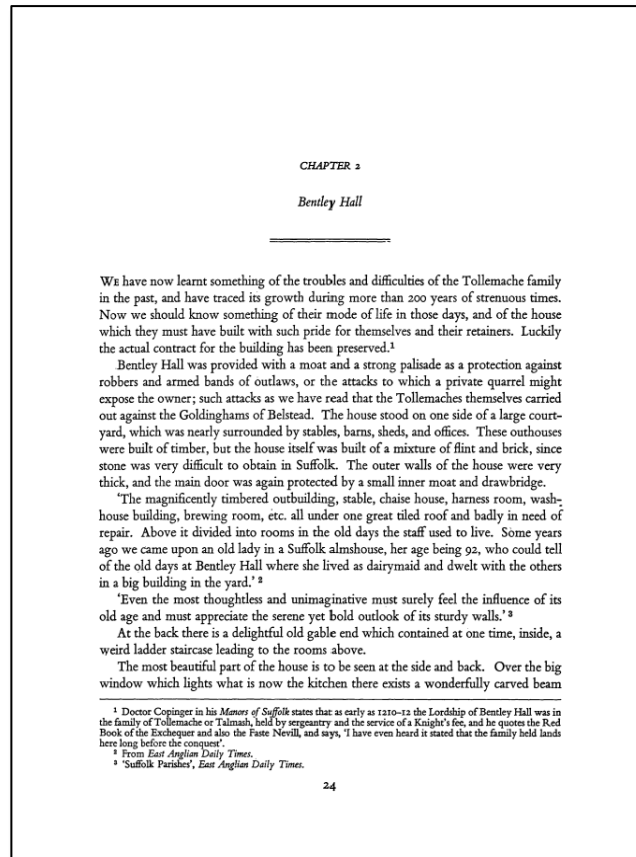 CHAPTER 2
Bentley Hall
WE have now learnt something of the troubles and difficulties of the Tollemache family
in the past, and have traced its growth during more than 200 years of strenuous times.
Now we should know something of their mode of life in those days, and of the house
which they must have built with such pride for themselves and their retainers. Luckily
the actual contract for the building has been preserved.¹
Bentley Hall was provided with a moat and a strong palisade as a protection against
robbers and armed bands of outlaws, or the attacks to which a private quarrel might
expose the owner; such attacks as we have read that the Tollemaches themselves carried
out against the Goldinghams of Belstead. The house stood on one side of a large court-
yard, which was nearly surrounded by stables, barns, sheds, and offices. These outhouses
were built of timber, but the house itself was built of a mixture of flint and brick, since
stone was very difficult to obtain in Suffolk. The outer walls of the house were very
thick, and the main door was again protected by a small inner moat and drawbridge.
'The magnificently timbered outbuilding, stable, chaise house, harness room, wash-
house building, brewing room, etc. all under one great tiled roof and badly in need of
repair. Above it divided into rooms in the old days the staff used to live. Some years
ago we came upon an old lady in a Suffolk almshouse, her age being 92, who could tell
of the old days at Bentley Hall where she lived as dairymaid and dwelt with the others
in a big building in the yard.' ²
'Even the most thoughtless and unimaginative must surely feel the influence of its
old age and must appreciate the serene yet bold outlook of its sturdy walls.' ³
At the back there is a delightful old gable end which contained at one time, inside, a
weird ladder staircase leading to the rooms above.
The most beautiful part of the house is to be seen at the side and back. Over the big
window which lights what is now the kitchen there exists a wonderfully carved beam
¹ Doctor Copinger in his Manors of Suffolk states that as early as 1210–12 the Lordship of Bentley Hall was in
the family of Tollemache or Talmash, held by sergeantry and the service of a Knight's fee, and he quotes the Red
Book of the Exchequer and also the Faste Nevill, and says, 'I have even heard it stated that the family held lands
here long before the conquest'.
² From East Anglian Daily Times.
³ 'Suffolk Parishes', East Anglian Daily Times.
24